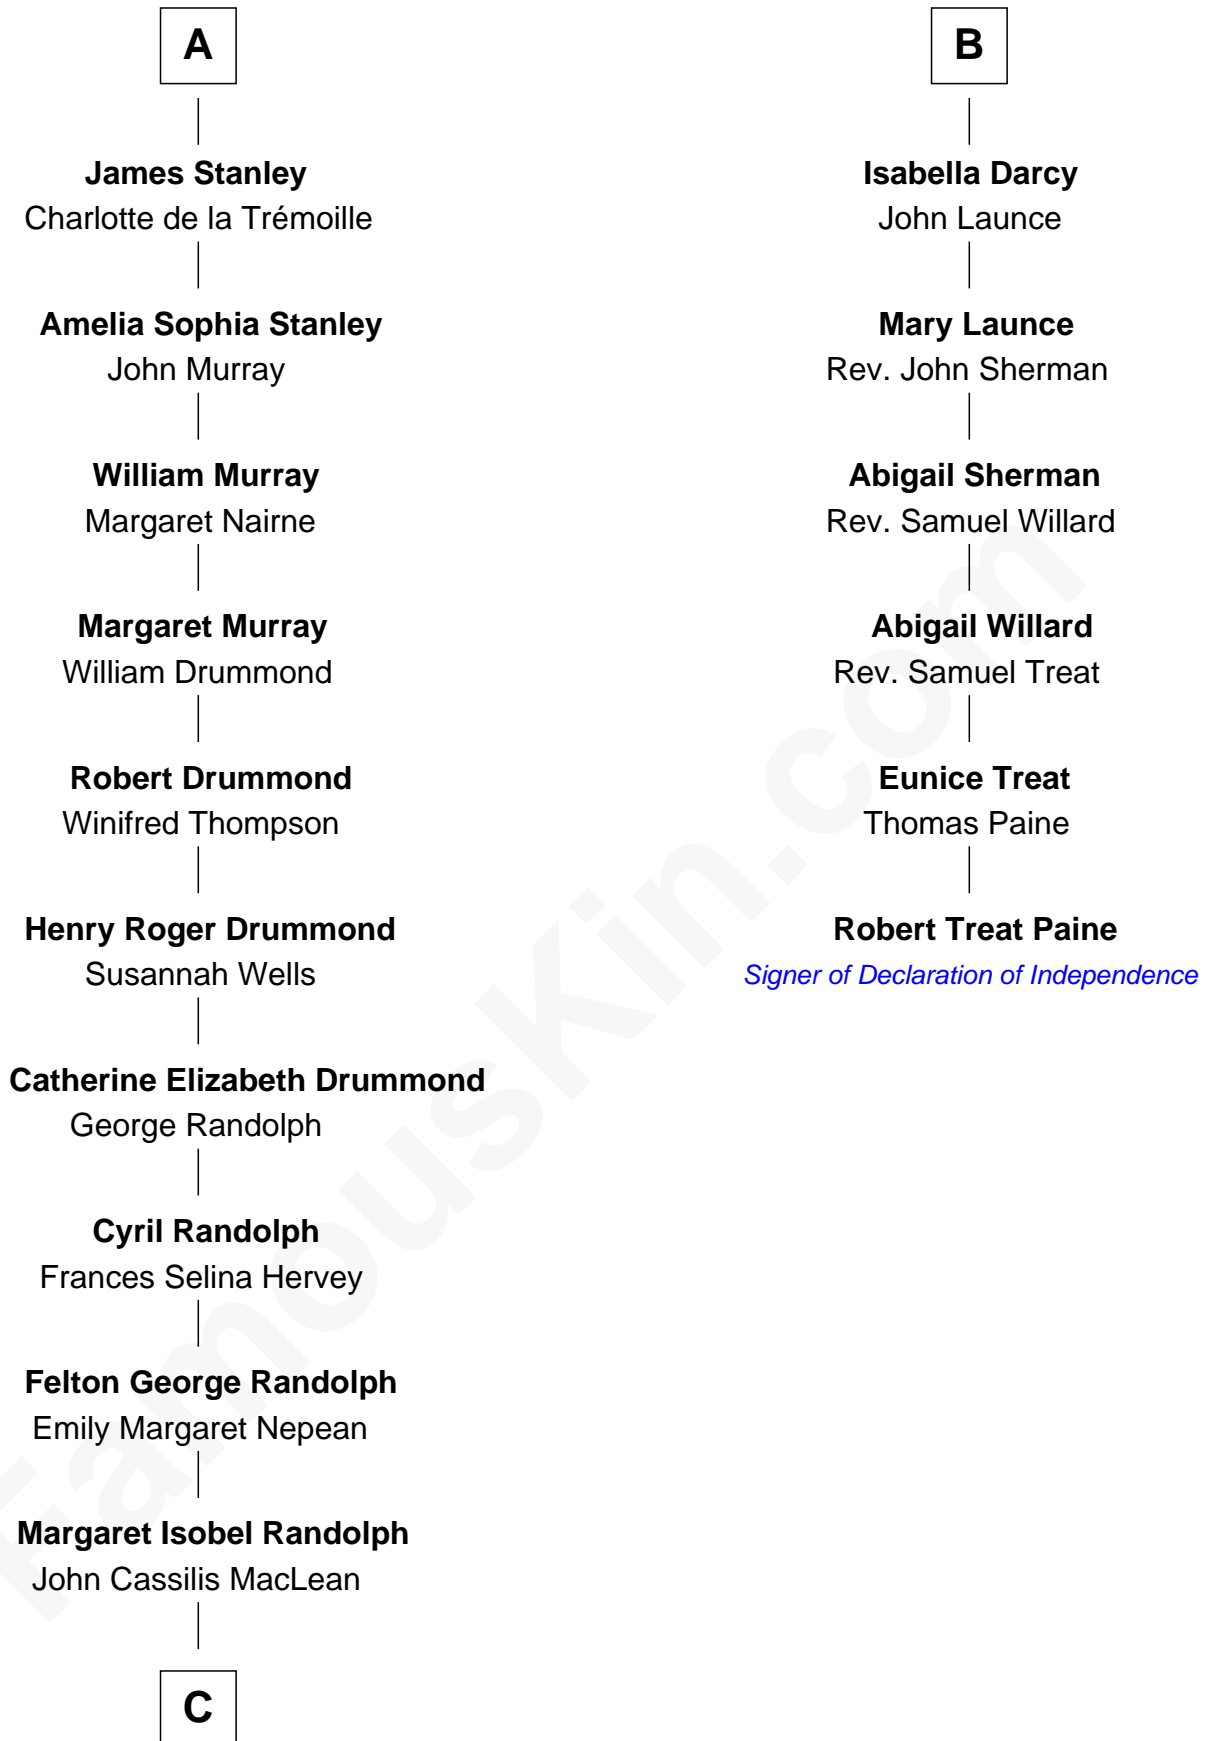 A
James Stanley
Charlotte de la Trémoille
Amelia Sophia Stanley
John Murray
William Murray
Margaret Nairne
Margaret Murray
William Drummond
Robert Drummond
Winifred Thompson
Henry Roger Drummond
Susannah Wells
Catherine Elizabeth Drummond
George Randolph
Cyril Randolph
Frances Selina Hervey
Felton George Randolph
Emily Margaret Nepean
Margaret Isobel Randolph
John Cassilis MacLean
C
B
Isabella Darcy
John Launce
Mary Launce
Rev. John Sherman
Abigail Sherman
Rev. Samuel Willard
Abigail Willard
Rev. Samuel Treat
Eunice Treat
Thomas Paine
Robert Treat Paine
Signer of Declaration of Independence
FamousKin.com